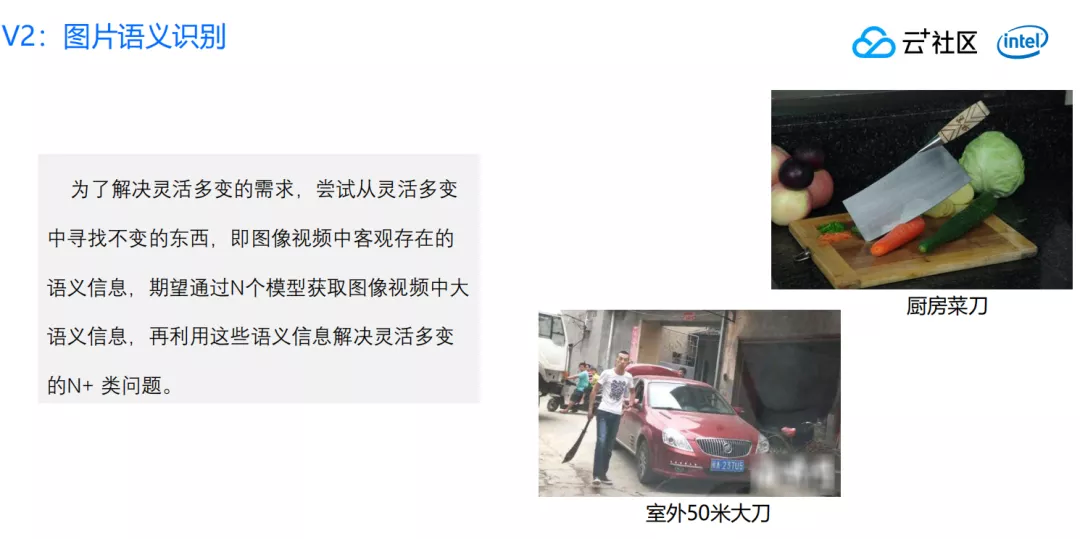 V2：图片语义识别
云+社区
intel
为了解决灵活多变的需求，尝试从灵活多变
中寻找不变的东西，即图像视频中客观存在的
语义信息，期望通过N个模型获取图像视频中大
语义信息，再利用这些语义信息解决灵活多变
的N+ 类问题。
厨房菜刀
室外50米大刀